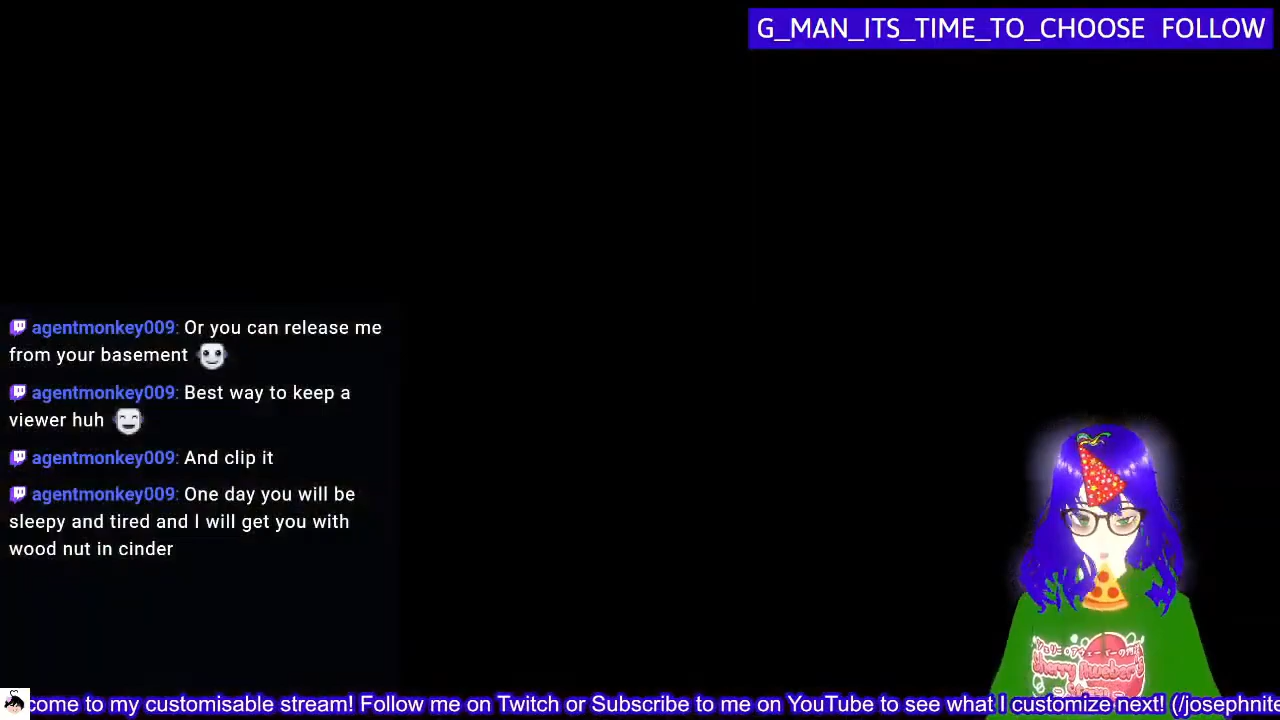 G_MAN_ITS_TIME_TO_CHOOSE FOLLOW
agentmonkey009: Or you can release me
from your basement
agentmonkey009: Best way to keep a
viewer huh
agentmonkey009: And clip it
agentmonkey009: One day you will be
sleepy and tired and I will get you with
wood nut in cinder
Sherry Aweber's
Storm
come to my customisable stream! Follow me on Twitch or Subscribe to me on YouTube to see what I customize next! (/josephnite